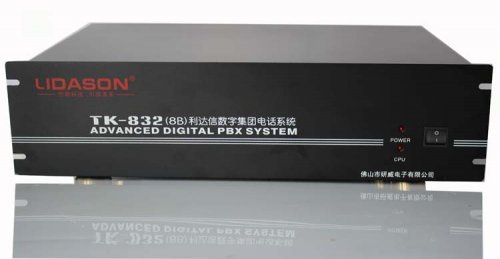 LIDASON®
TK-832(8B)利达信数字集团电话系统
ADVANCED DIGITAL PBX SYSTEM
POWER
CPU
佛山市研威电子有限公司